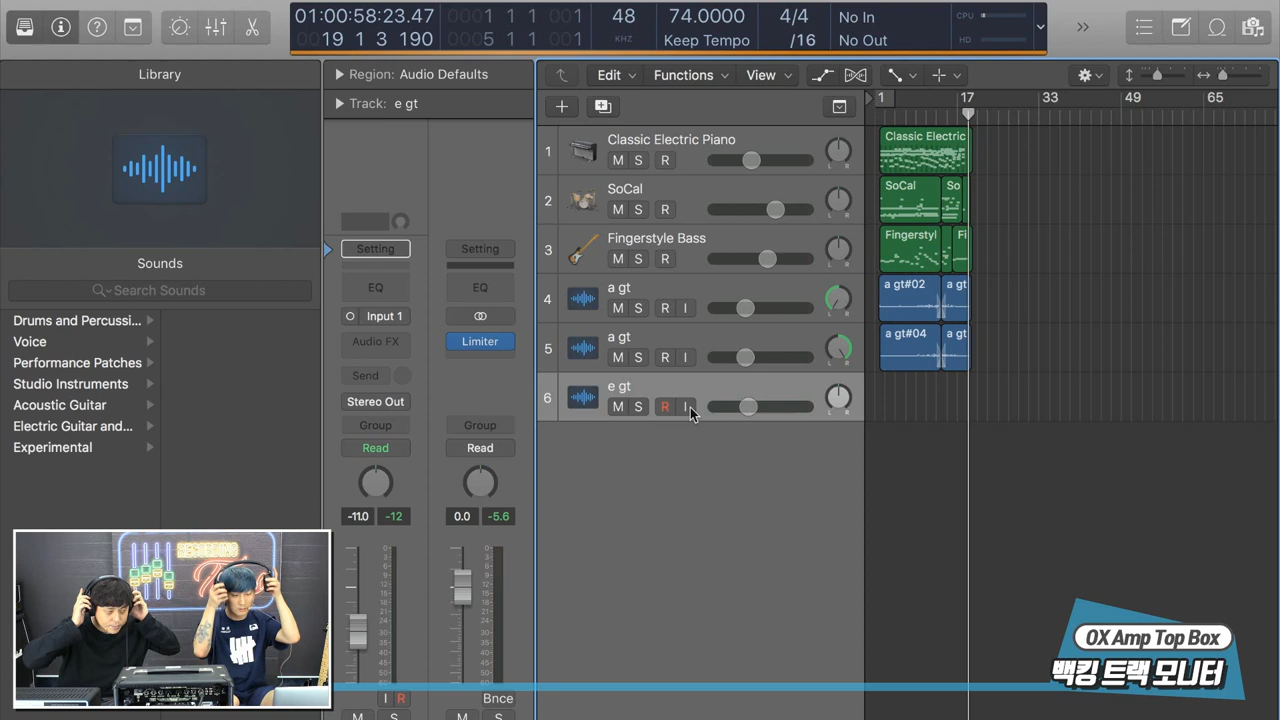 01:00:58:23.47
19 1 3 190
0001 1 1 001
0005 1 1 001
48
KHZ
74.0000
Keep Tempo
4/4
/16
No In
No Out
CPU
HD
Library
Sounds
Search Sounds
Drums and Percussi...
Voice
Performance Patches
Studio Instruments
Acoustic Guitar
Electric Guitar and...
Experimental
Region: Audio Defaults
Track: e gt
Setting
EQ
Input 1
Audio FX
Send
Stereo Out
Group
Read
-11.0
-12
I R
M S
Setting
EQ
Limiter
Group
Read
0.0
-5.6
Bnce
M S
Edit
Functions
View
1 17 33 49 65
1
Classic Electric Piano
M S R
L R
Classic Electric
2
SoCal
M S R
L R
SoCal
So
3
Fingerstyle Bass
M S R
L R
Fingerstyl
Fi
4
a gt
M S R I
L R
a gt#02
a gt
5
a gt
M S R I
L R
a gt#04
a gt
6
e gt
M S R I
L R
RECORDING
OX Amp Top Box
백킹 트랙 모니터